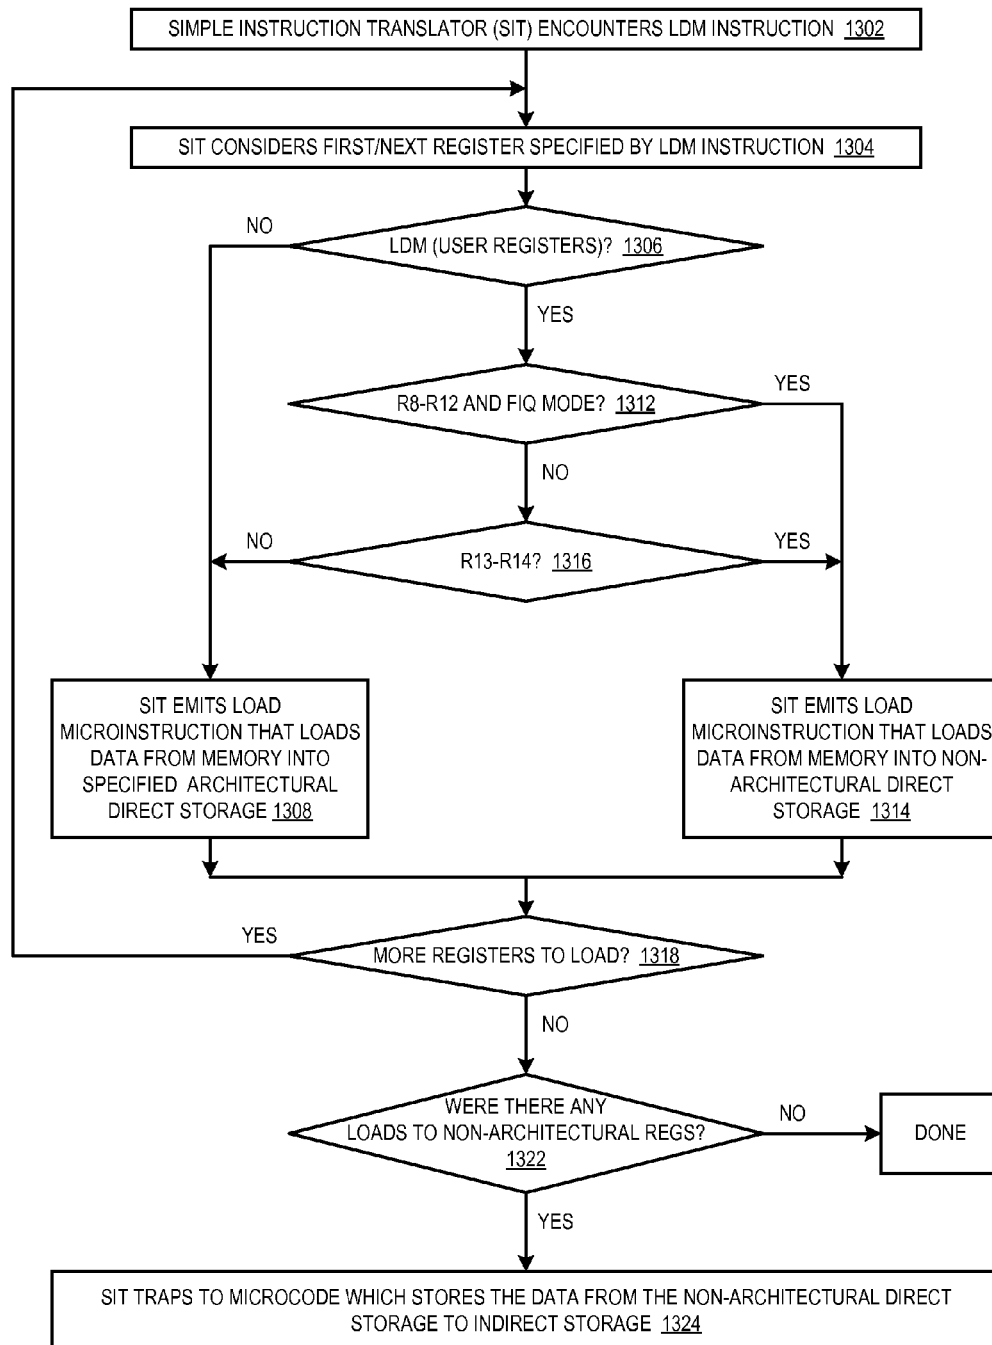 SIMPLE INSTRUCTION TRANSLATOR (SIT) ENCOUNTERS LDM INSTRUCTION 1302
SIT CONSIDERS FIRST/NEXT REGISTER SPECIFIED BY LDM INSTRUCTION 1304
NO
LDM (USER REGISTERS)? 1306
YES
YES
R8-R12 AND FIQ MODE? 1312
NO
NO
R13-R14? 1316
YES
SIT EMITS LOAD
MICROINSTRUCTION THAT LOADS
DATA FROM MEMORY INTO
SPECIFIED ARCHITECTURAL
DIRECT STORAGE 1308
SIT EMITS LOAD
MICROINSTRUCTION THAT LOADS
DATA FROM MEMORY INTO NON-
ARCHITECTURAL DIRECT
STORAGE 1314
YES
MORE REGISTERS TO LOAD? 1318
NO
WERE THERE ANY
LOADS TO NON-ARCHITECTURAL REGS?
1322
NO
DONE
YES
SIT TRAPS TO MICROCODE WHICH STORES THE DATA FROM THE NON-ARCHITECTURAL DIRECT
STORAGE TO INDIRECT STORAGE 1324